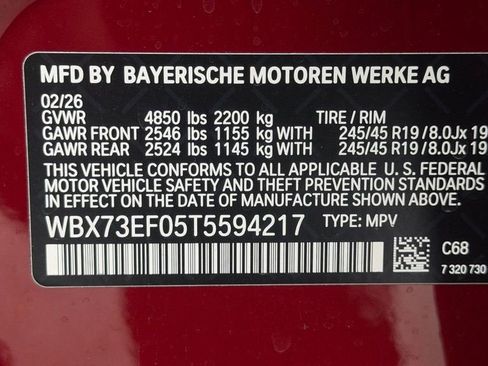 MFD BY BAYERISCHE MOTOREN WERKE AG
02/26
GVWR 4850 lbs 2200 kg TIRE / RIM
GAWR FRONT 2546 lbs 1155 kg WITH 245/45 R19 / 8.0Jx 19
GAWR REAR 2524 lbs 1145 kg WITH 245/45 R19 / 8.0Jx 19
THIS VEHICLE CONFORMS TO ALL APPLICABLE U. S. FEDERAL
MOTOR VEHICLE SAFETY AND THEFT PREVENTION STANDARDS
IN EFFECT ON THE DATE OF MANUFACTURE SHOWN ABOVE.
WBX73EF05T5594217 TYPE: MPV
C68
7 320 730